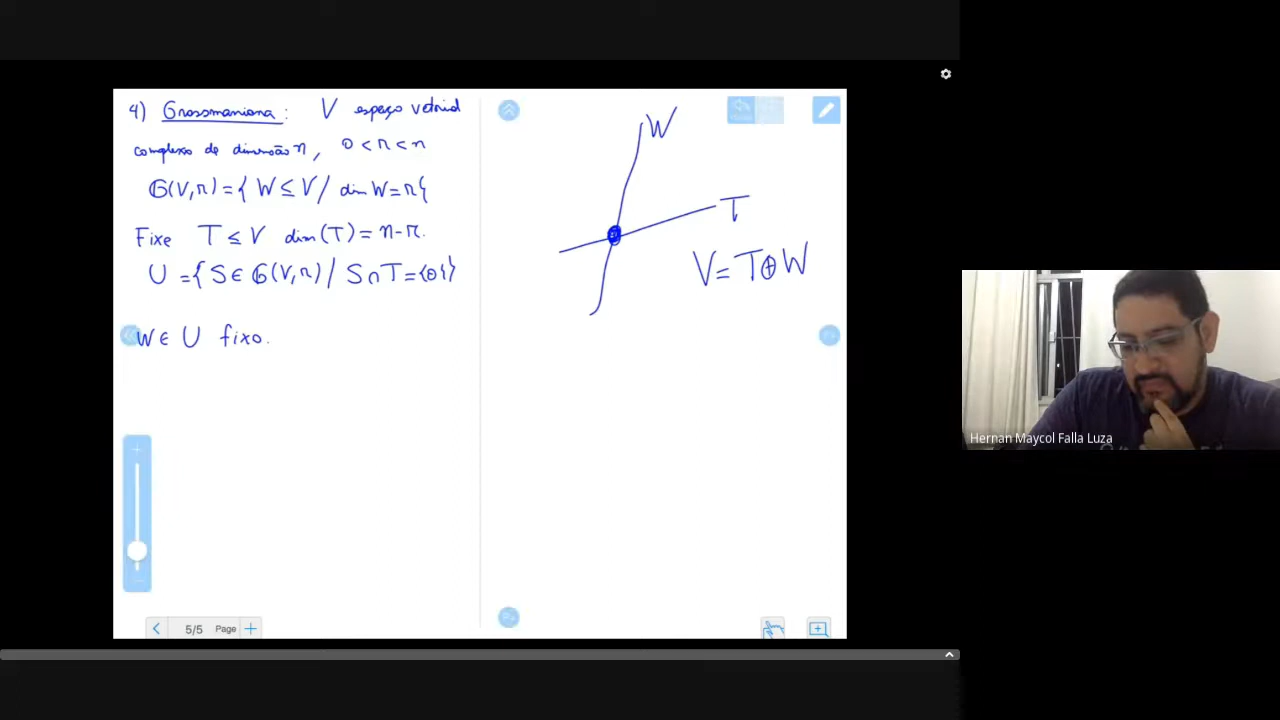 4) Grassmaniana: V espaço vetorial
complexo de dimensão n, 0 < r < n
G(V,r) = { W ≤ V / dim W = r }
Fixe T ≤ V dim(T) = n-r.
U = { S ∈ G(V,r) / S ∩ T = {0} }
W ∈ U fixo.
W
T
V = T ⊕ W
Hernan Maycol Falla Luza
5/5 Page